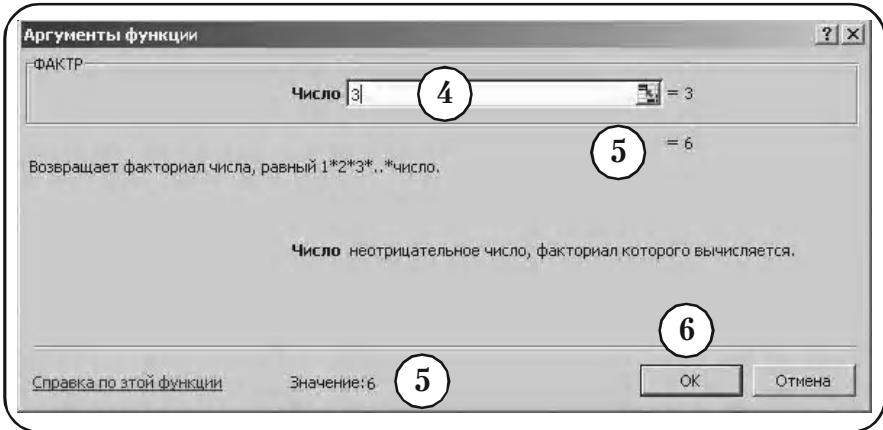 Аргументы функции
ФАКТР
Число 3 4 = 3
5 = 6
Возвращает факториал числа, равный 1*2*3*..*число.
Число неотрицательное число, факториал которого вычисляется.
6
Справка по этой функции Значение:6 5 OK Отмена